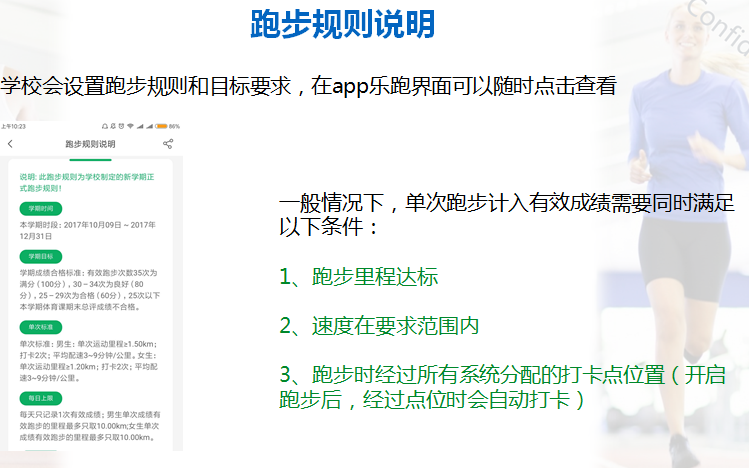 跑步规则说明
Confid
学校会设置跑步规则和目标要求，在app乐跑界面可以随时点击查看
上午10:23
86%
跑步规则说明
说明: 此跑步规则为学校制定的新学期正
式跑步规则！
学期时间
本学期时段: 2017年10月09日 ~ 2017年
12月31日
学期目标
学期成绩合格标准: 有效跑步次数35次为
满分 (100分) , 30－34次为良好 (80
分) , 25－29次为合格 (60分) , 25次以下
本学期体育课期末总评成绩不合格。
单次标准
单次标准: 男生: 单次运动里程≥1.50km;
打卡2次; 平均配速3~9分钟/公里。女生:
单次运动里程≥1.20km; 打卡2次; 平均配
速3~9分钟/公里。
每日上限
每天只记录1次有效成绩; 男生单次成绩有
效跑步的里程最多只取10.00km;女生单次
成绩有效跑步的里程最多只取10.00km。
一般情况下，单次跑步计入有效成绩需要同时满足
以下条件：
1、跑步里程达标
2、速度在要求范围内
3、跑步时经过所有系统分配的打卡点位置（开启
跑步后，经过点位时会自动打卡）